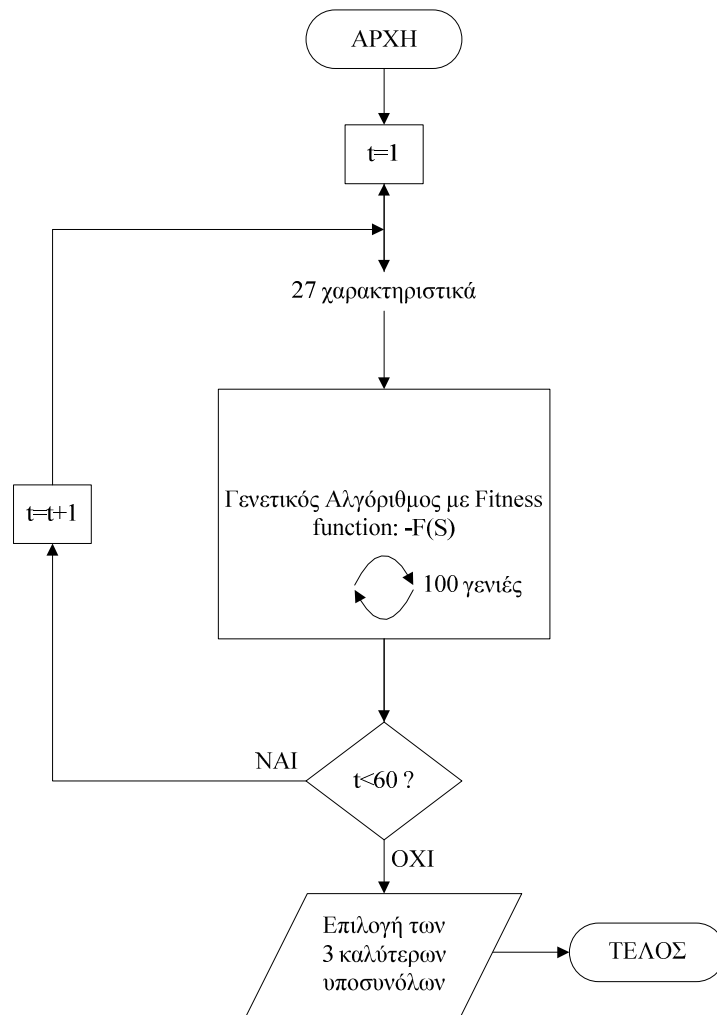 ΑΡΧΗ
t=1
27 χαρακτηριστικά
Γενετικός Αλγόριθμος με Fitness
function: -F(S)
100 γενιές
t=t+1
ΝΑΙ
t<60 ?
ΟΧΙ
Επιλογή των
3 καλύτερων
υποσυνόλων
ΤΕΛΟΣ